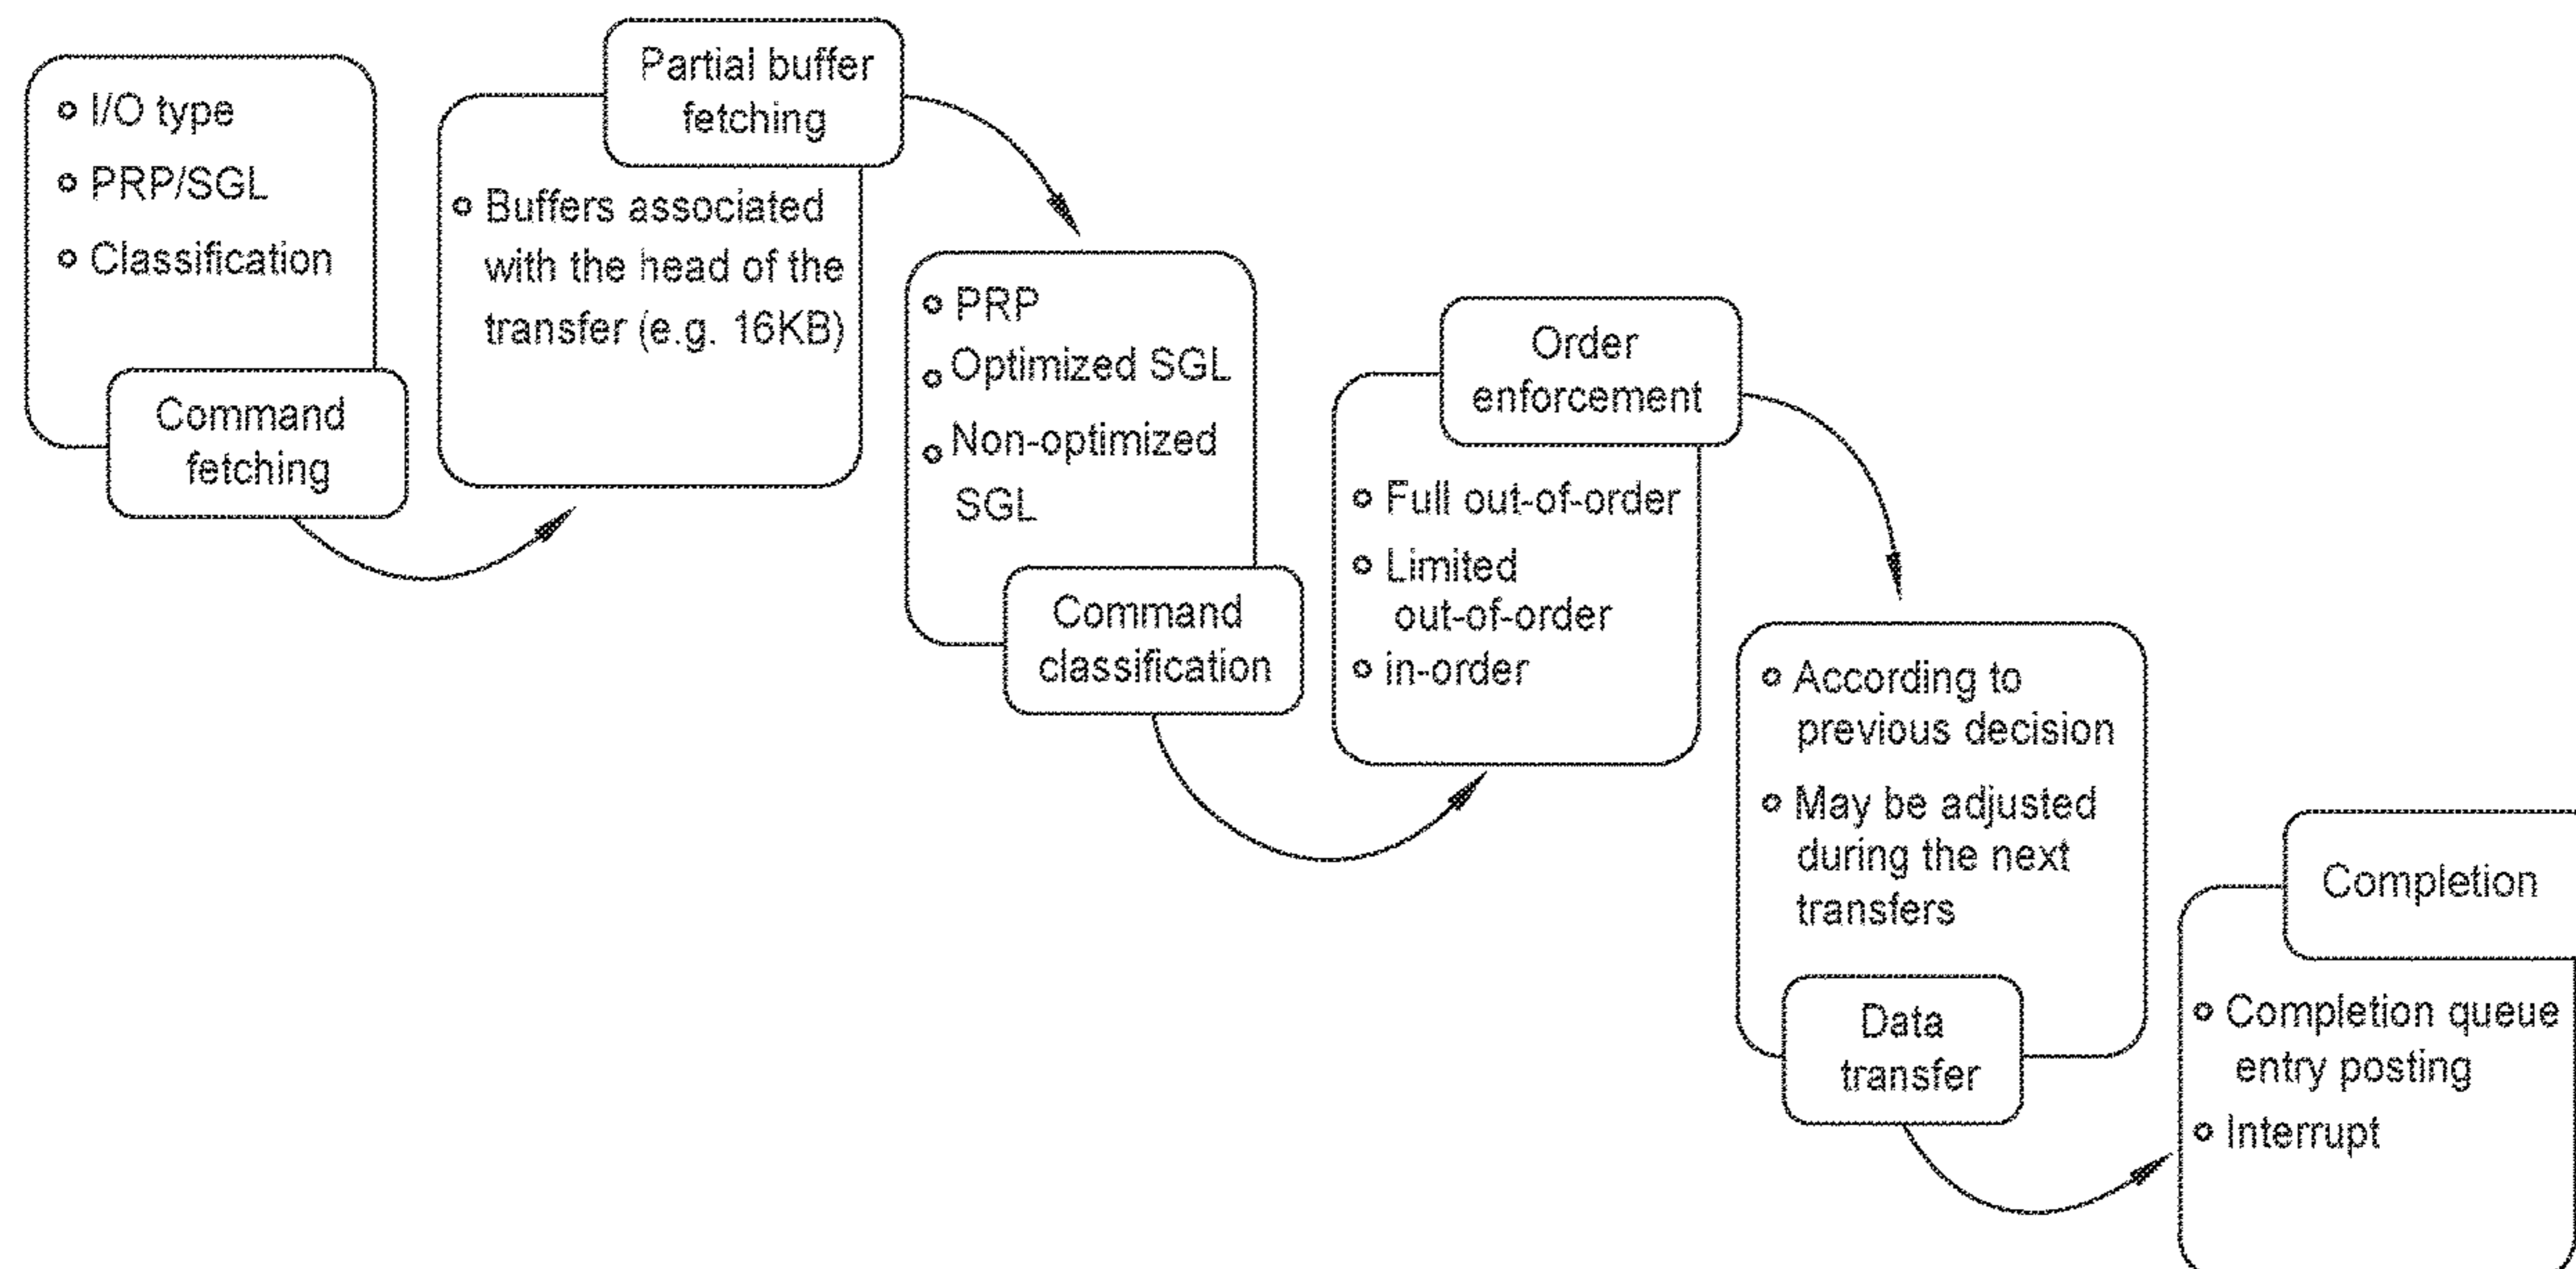 I/O type
PRP/SGL
Classification
Command
fetching
Partial buffer
fetching
Buffers associated
with the head of the
transfer (e.g. 16KB)
PRP
Optimized SGL
Non-optimized
SGL
Command
classification
Order
enforcement
Full out-of-order
Limited
out-of-order
in-order
According to
previous decision
May be adjusted
during the next
transfers
Data
transfer
Completion
Completion queue
entry posting
Interrupt